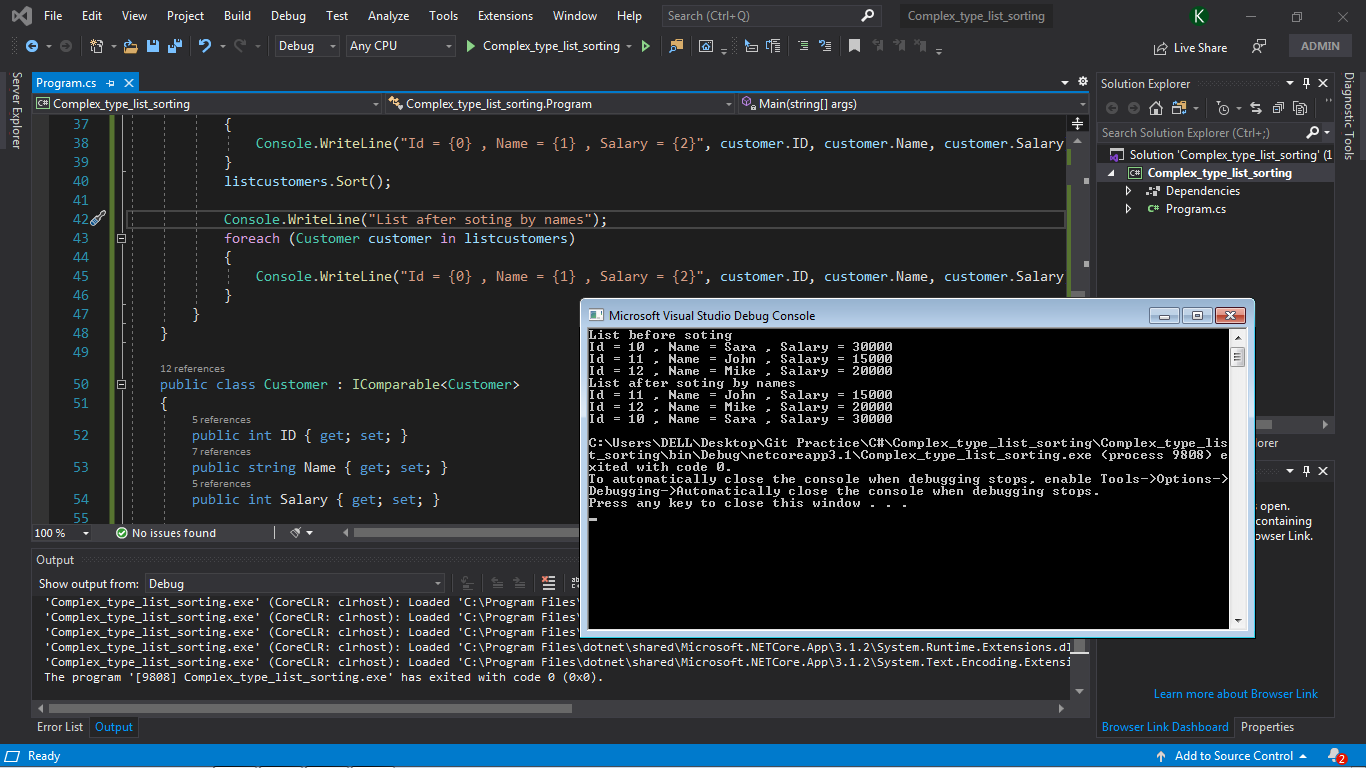 File Edit View Project Build Debug Test Analyze Tools Extensions Window Help Search (Ctrl+Q) Complex_type_list_sorting K
Debug Any CPU Complex_type_list_sorting Live Share ADMIN
Server Explorer
Program.cs
Complex_type_list_sorting Complex_type_list_sorting.Program Main(string[] args)
37 {
38 Console.WriteLine("Id = {0} , Name = {1} , Salary = {2}", customer.ID, customer.Name, customer.Salary
39 }
40 listcustomers.Sort();
41
42 Console.WriteLine("List after soting by names");
43 foreach (Customer customer in listcustomers)
44 {
45 Console.WriteLine("Id = {0} , Name = {1} , Salary = {2}", customer.ID, customer.Name, customer.Salary
46 }
47 }
48 }
49
12 references
50 public class Customer : IComparable<Customer>
51 {
5 references
52 public int ID { get; set; }
7 references
53 public string Name { get; set; }
5 references
54 public int Salary { get; set; }
55
100 % No issues found
Output
Show output from: Debug
'Complex_type_list_sorting.exe' (CoreCLR: clrhost): Loaded 'C:\Program Files\
'Complex_type_list_sorting.exe' (CoreCLR: clrhost): Loaded 'C:\Program Files\
'Complex_type_list_sorting.exe' (CoreCLR: clrhost): Loaded 'C:\Program Files\
'Complex_type_list_sorting.exe' (CoreCLR: clrhost): Loaded 'C:\Program Files\dotnet\shared\Microsoft.NETCore.App\3.1.2\System.Runtime.Extensions.dl
'Complex_type_list_sorting.exe' (CoreCLR: clrhost): Loaded 'C:\Program Files\dotnet\shared\Microsoft.NETCore.App\3.1.2\System.Text.Encoding.Extensi
The program '[9808] Complex_type_list_sorting.exe' has exited with code 0 (0x0).
Error List Output
Microsoft Visual Studio Debug Console
List before soting
Id = 10 , Name = Sara , Salary = 30000
Id = 11 , Name = John , Salary = 15000
Id = 12 , Name = Mike , Salary = 20000
List after soting by names
Id = 11 , Name = John , Salary = 15000
Id = 12 , Name = Mike , Salary = 20000
Id = 10 , Name = Sara , Salary = 30000
C:\Users\DELL\Desktop\Git Practice\C#\Complex_type_list_sorting\Complex_type_lis
t_sorting\bin\Debug\netcoreapp3.1\Complex_type_list_sorting.exe (process 9808) e
xited with code 0.
To automatically close the console when debugging stops, enable Tools->Options->
Debugging->Automatically close the console when debugging stops.
Press any key to close this window . . .
Solution Explorer
Search Solution Explorer (Ctrl+;)
Solution 'Complex_type_list_sorting' (1
Complex_type_list_sorting
Dependencies
C# Program.cs
Diagnostic Tools
lorer
open.
containing
owser Link.
Learn more about Browser Link
Browser Link Dashboard Properties
Ready Add to Source Control 2